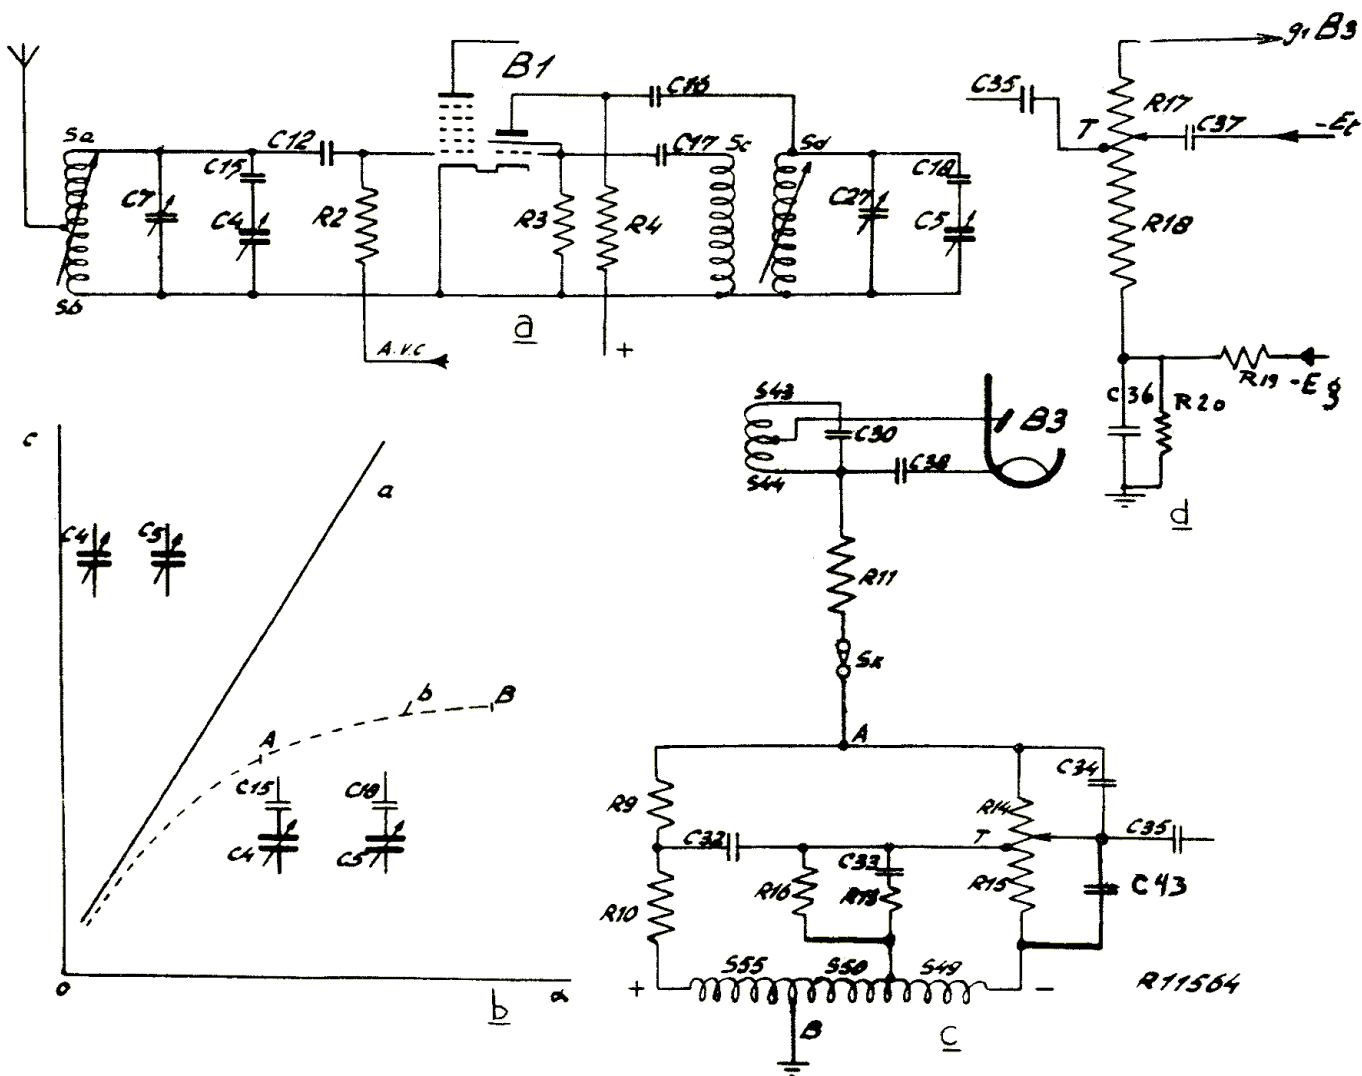 Sa
Sb
C7
C15
C4
C12
R2
A.V.C
B1
R3
R4
+
C16
C17
Sc
Sd
C27
C18
C5
a
C35
T
R17
C37
-Et
g1 B3
R18
C36
R20
R19
-Eg
d
c
a
C4
C5
A
b
B
C15
C18
C4
C5
o
α
b
S43
S44
C30
C38
B3
R11
Sk
A
R9
R10
C32
R16
C33
R13
T
R14
R15
C34
C35
C43
+
S55
S50
S49
-
B
c
R11564